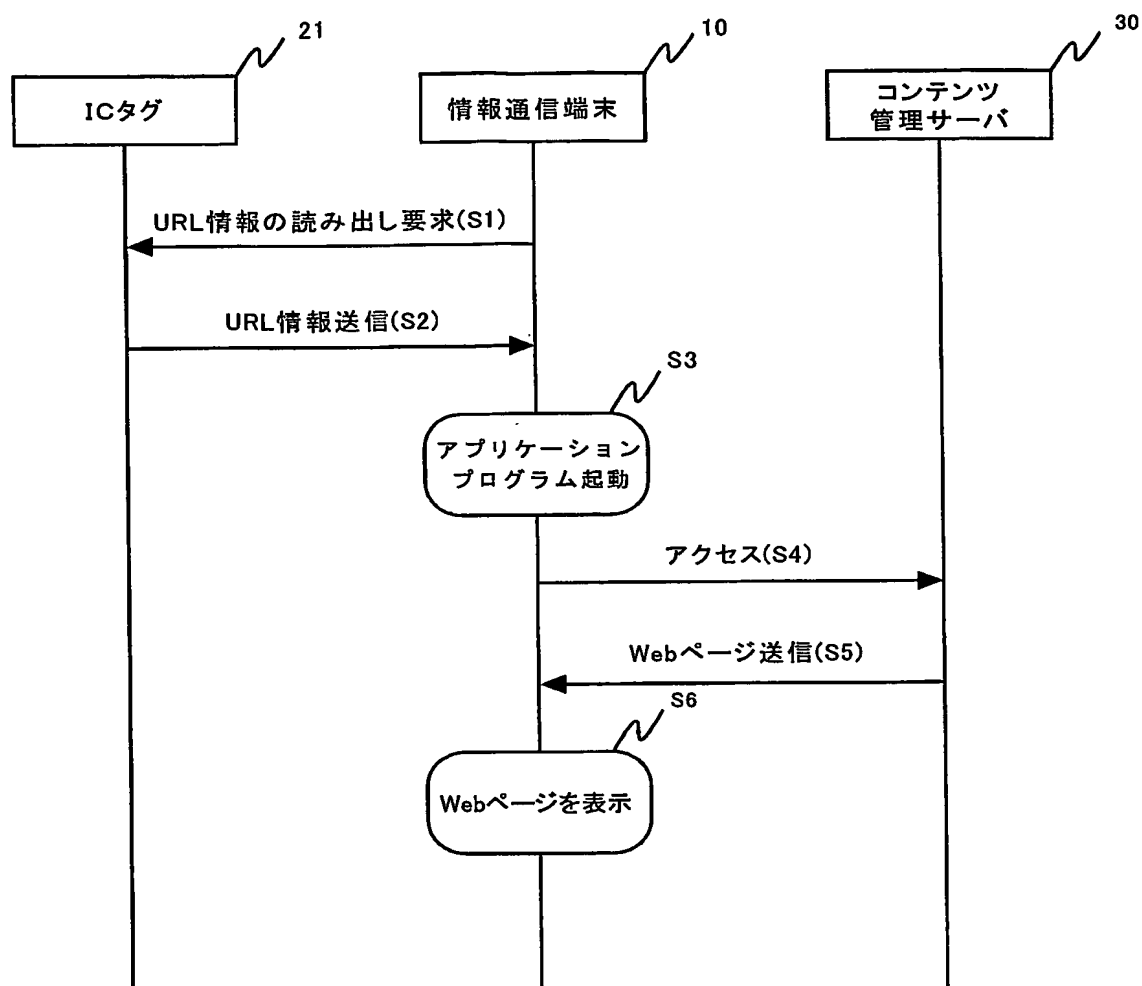 21
10
30
ICタグ
情報通信端末
コンテンツ
管理サーバ
URL情報の読み出し要求(S1)
URL情報送信(S2)
S3
アプリケーション
プログラム起動
アクセス(S4)
Webページ送信(S5)
S6
Webページを表示